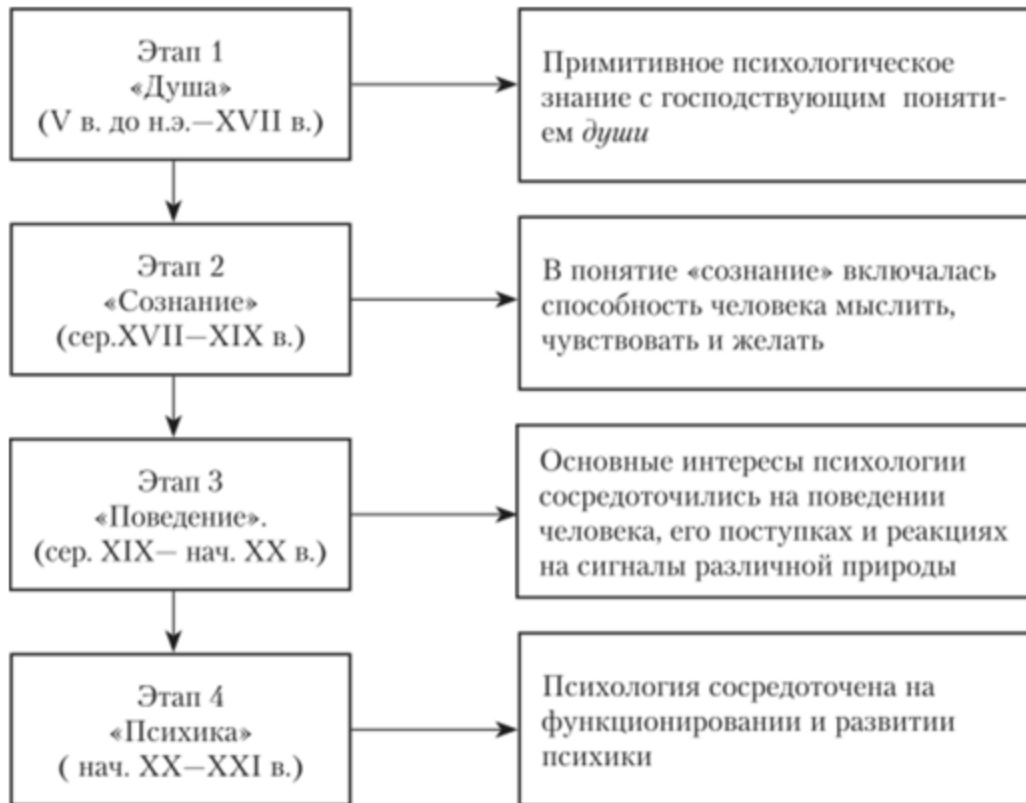 Этап 1
«Душа»
(V в. до н.э.—XVII в.)
Примитивное психологическое
знание с господствующим поняти-
ем души
Этап 2
«Сознание»
(сер.XVII—XIX в.)
В понятие «сознание» включалась
способность человека мыслить,
чувствовать и желать
Этап 3
«Поведение».
(сер. XIX— нач. XX в.)
Основные интересы психологии
сосредоточились на поведении
человека, его поступках и реакциях
на сигналы различной природы
Этап 4
«Психика»
( нач. XX—XXI в.)
Психология сосредоточена на
функционировании и развитии
психики